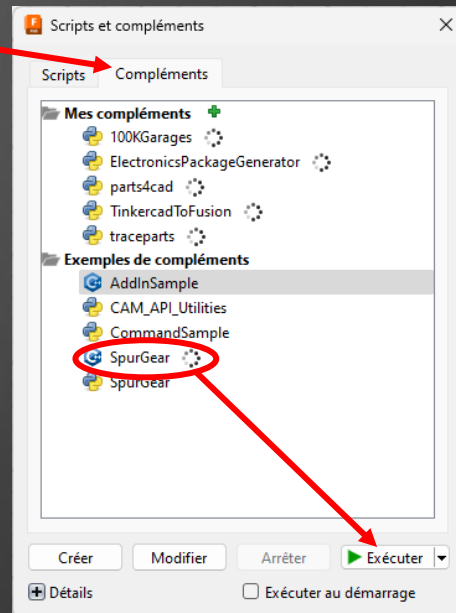 Scripts et compléments
Scripts Compléments
Mes compléments
100KGarages
ElectronicsPackageGenerator
parts4cad
TinkercadToFusion
traceparts
Exemples de compléments
AddInSample
CAM_API_Utilities
CommandSample
SpurGear
SpurGear
Créer Modifier Arrêter Exécuter
Détails Exécuter au démarrage